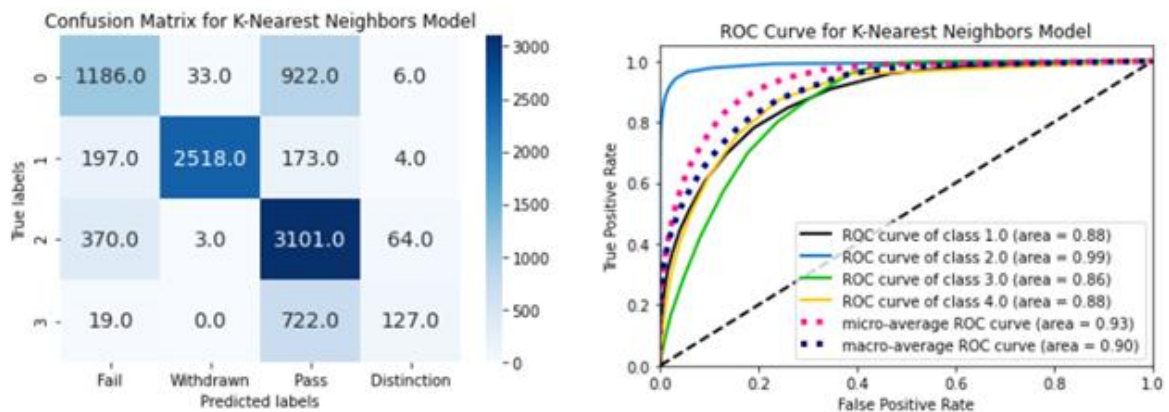 Confusion Matrix for K-Nearest Neighbors Model
True labels
0
1
2
3
1186.0 33.0 922.0 6.0
197.0 2518.0 173.0 4.0
370.0 3.0 3101.0 64.0
19.0 0.0 722.0 127.0
Fail Withdrawn Pass Distinction
Predicted labels
3000
2500
2000
1500
1000
500
0
ROC Curve for K-Nearest Neighbors Model
True Positive Rate
1.0
0.8
0.6
0.4
0.2
0.0
ROC curve of class 1.0 (area = 0.88)
ROC curve of class 2.0 (area = 0.99)
ROC curve of class 3.0 (area = 0.86)
ROC curve of class 4.0 (area = 0.88)
micro-average ROC curve (area = 0.93)
macro-average ROC curve (area = 0.90)
0.0 0.2 0.4 0.6 0.8 1.0
False Positive Rate